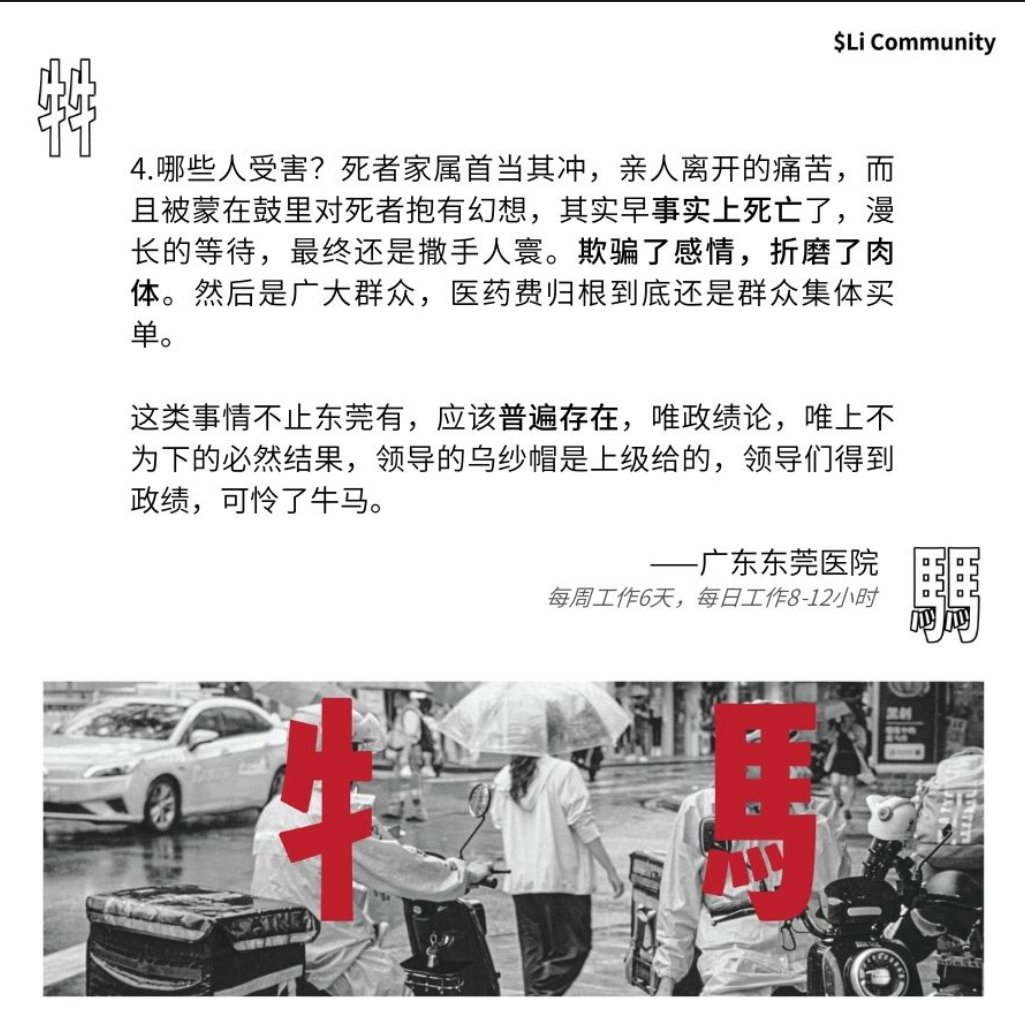 $Li Community
牛牛
4.哪些人受害？死者家属首当其冲，亲人离开的痛苦，而
且被蒙在鼓里对死者抱有幻想，其实早事实上死亡了，漫
长的等待，最终还是撒手人寰。欺骗了感情，折磨了肉
体。然后是广大群众，医药费归根到底还是群众集体买
单。
这类事情不止东莞有，应该普遍存在，唯政绩论，唯上不
为下的必然结果，领导的乌纱帽是上级给的，领导们得到
政绩，可怜了牛马。
——广东东莞医院
每周工作6天，每日工作8-12小时
馬馬
牛 馬